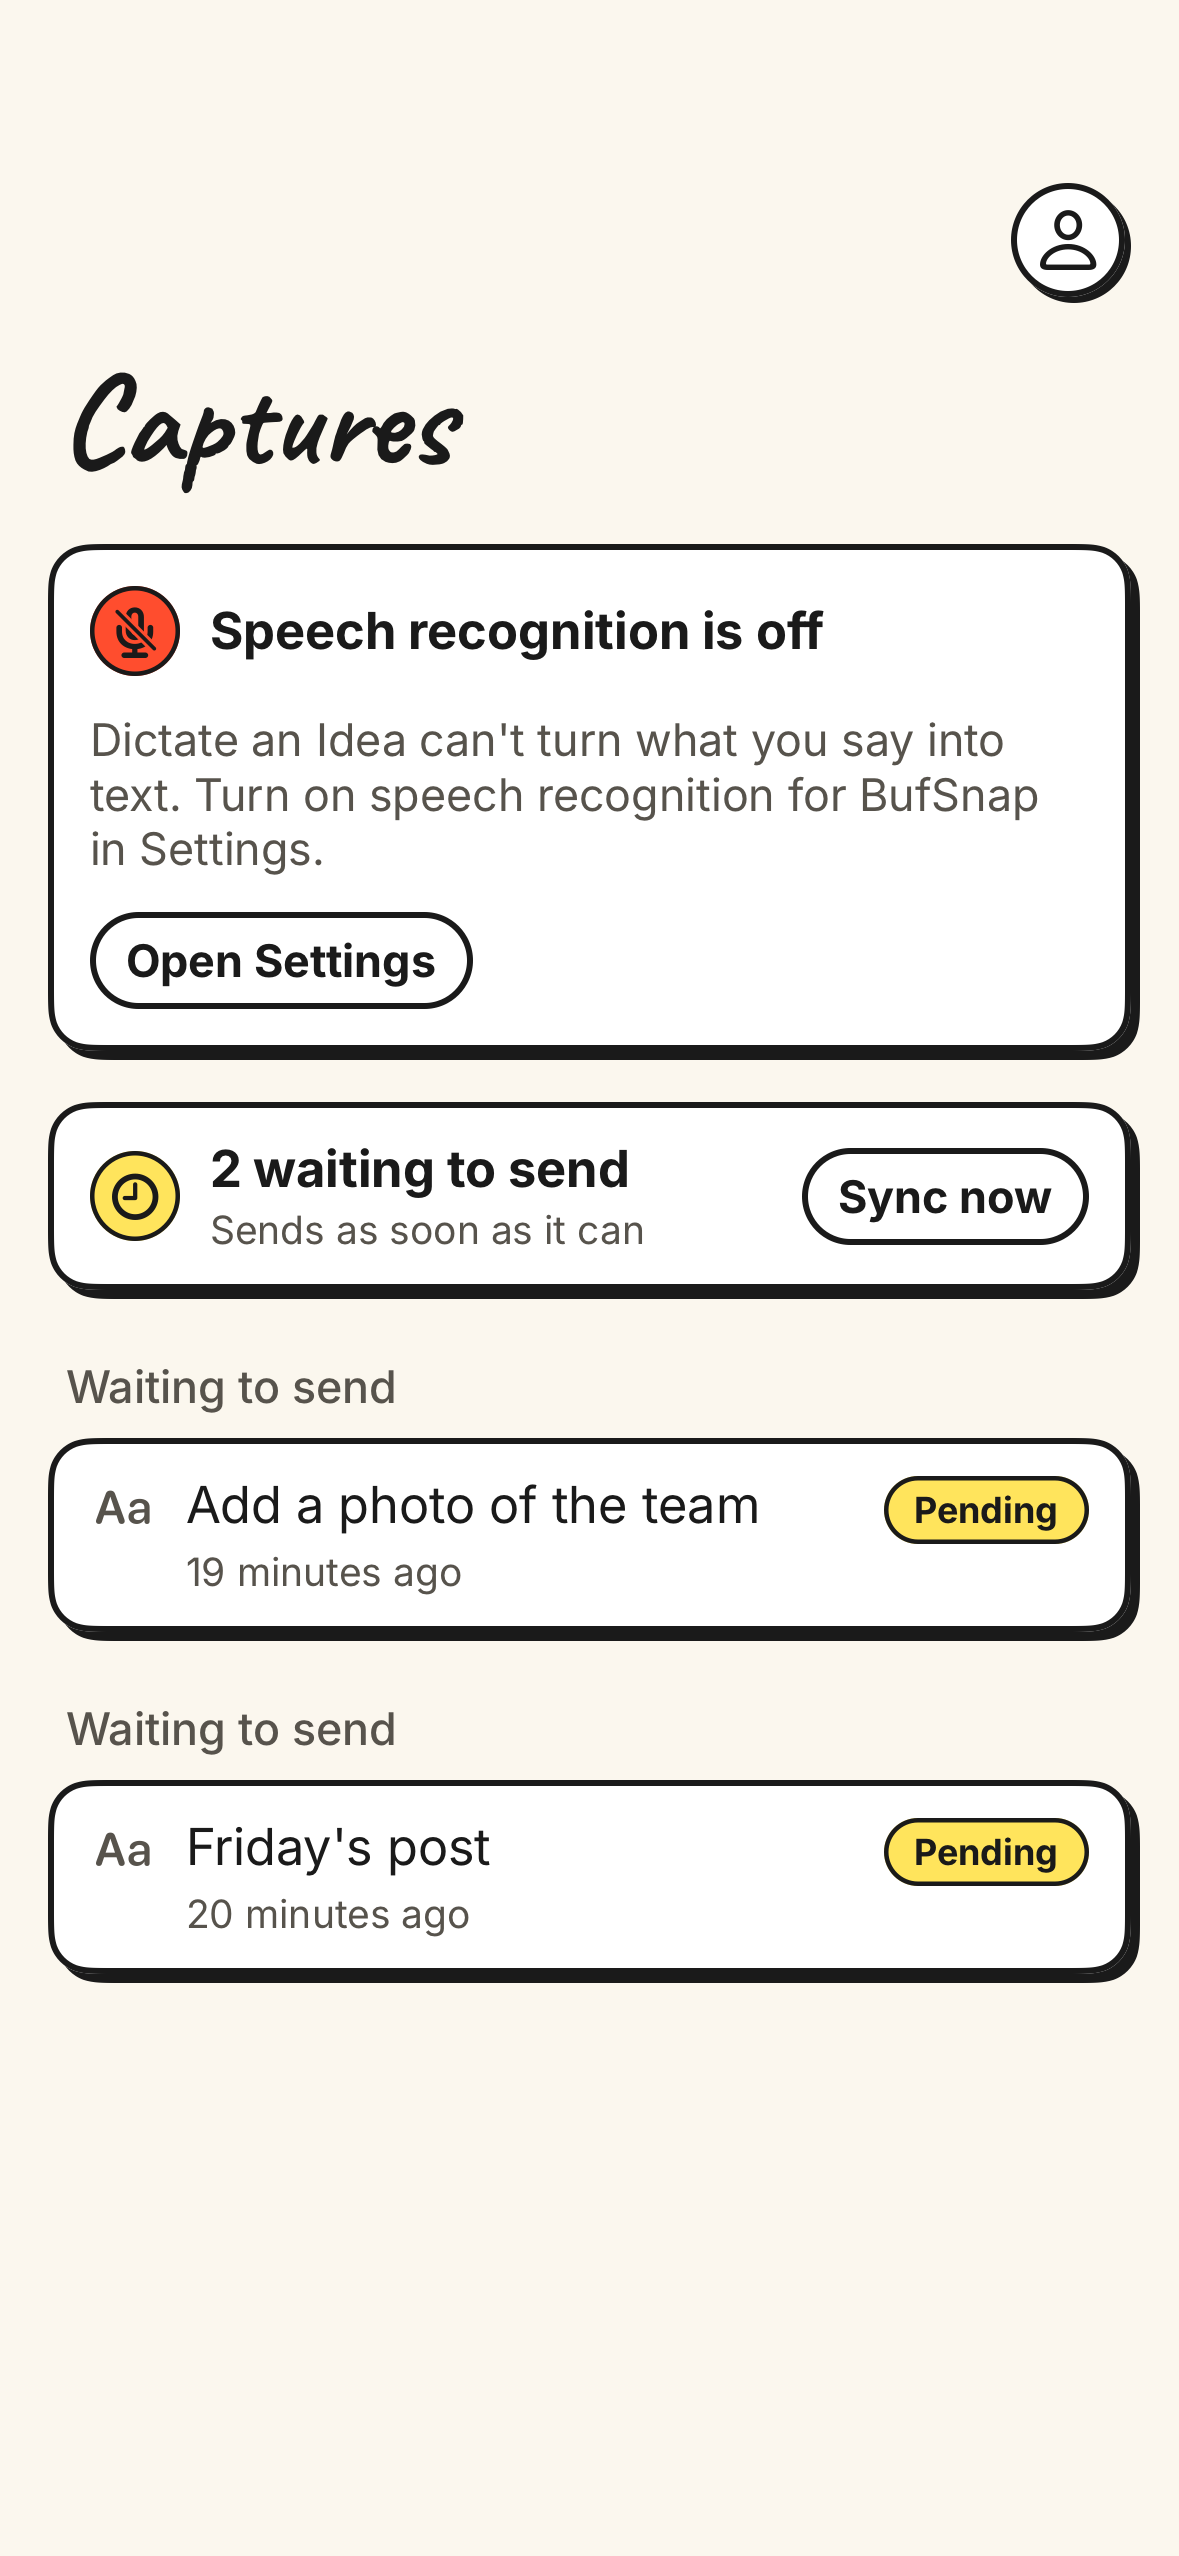 Captures
Speech recognition is off
Dictate an Idea can't turn what you say into
text. Turn on speech recognition for BufSnap
in Settings.
Open Settings
2 waiting to send
Sends as soon as it can
Sync now
Waiting to send
Aa Add a photo of the team
Pending
19 minutes ago
Waiting to send
Aa Friday's post
Pending
20 minutes ago